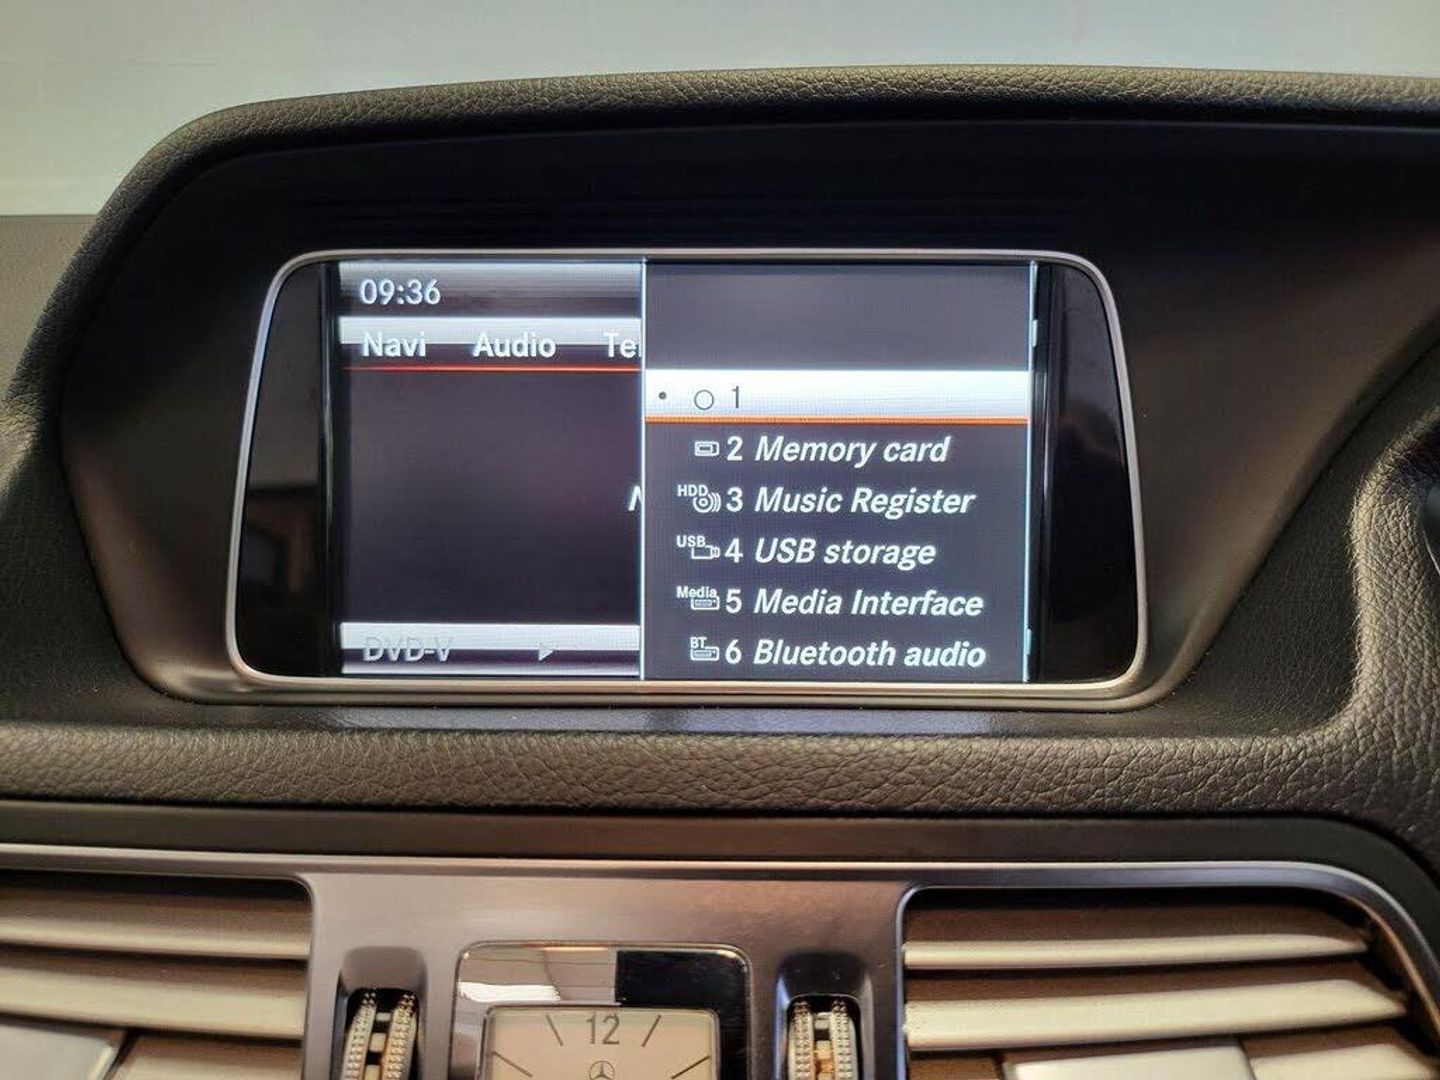 09:36
Navi Audio
1
2 Memory card
HDD 3 Music Register
USB 4 USB storage
Media 5 Media Interface
BT 6 Bluetooth audio
DVD-V
12